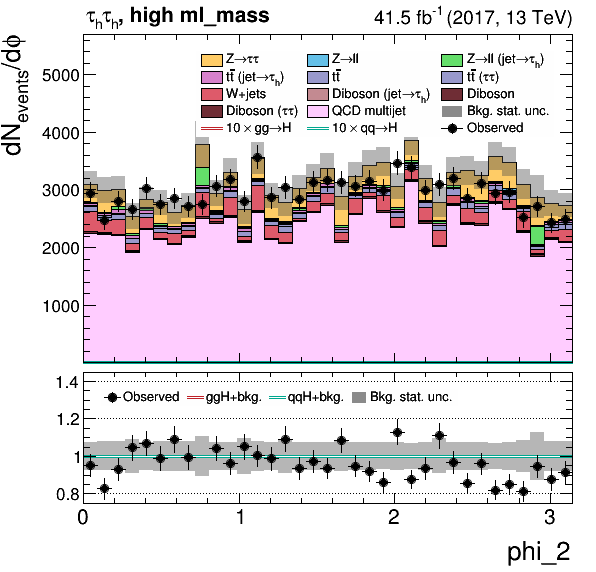 τhτh, high ml_mass 41.5 fb⁻¹ (2017, 13 TeV)
dNevents/dϕ
5000
4000
3000
2000
1000
Z→ττ Z→ll Z→ll (jet→τh)
tt̄ (jet→τh) tt̄ tt̄ (ττ)
W+jets Diboson (jet→τh) Diboson
Diboson (ττ) QCD multijet Bkg. stat. unc.
10 × gg→H 10 × qq→H Observed
1.4
1.2
1
0.8
Observed ggH+bkg. qqH+bkg. Bkg. stat. unc.
0 1 2 3
phi_2